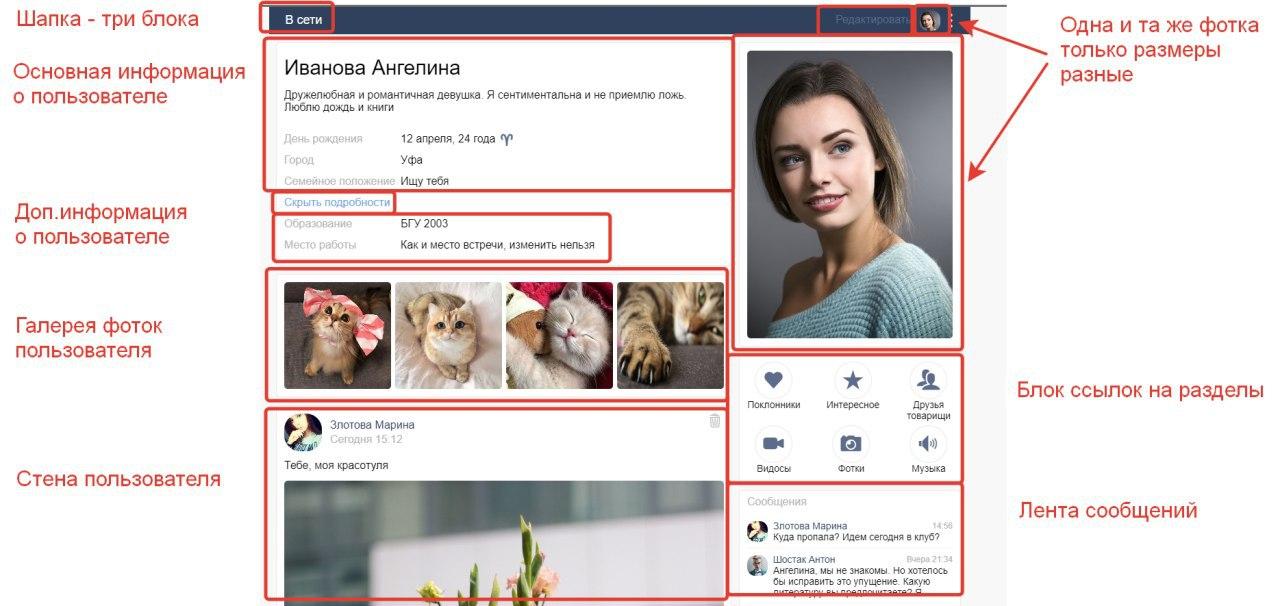 Шапка - три блока
В сети
Редактировать
Одна и та же фотка
только размеры
разные
Основная информация
о пользователе
Иванова Ангелина
Дружелюбная и романтичная девушка. Я сентиментальна и не приемлю ложь.
Люблю дождь и книги
День рождения 12 апреля, 24 года
Город Уфа
Семейное положение Ищу тебя
Скрыть подробности
Доп.информация
о пользователе
Образование БГУ 2003
Место работы Как и место встречи, изменить нельзя
Галерея фоток
пользователя
Блок ссылок на разделы
Поклонники Интересное Друзья
товарищи
Видосы Фотки Музыка
Стена пользователя
Злотова Марина
Сегодня 15.12
Тебе, моя красотуля
Лента сообщений
Сообщения
Злотова Марина 14:56
Куда пропала? Идем сегодня в клуб?
Шостак Антон Вчера 21:34
Ангелина, мы не знакомы. Но хотелось
бы исправить это упущение. Какую
литературу вы предпочитаете? Я